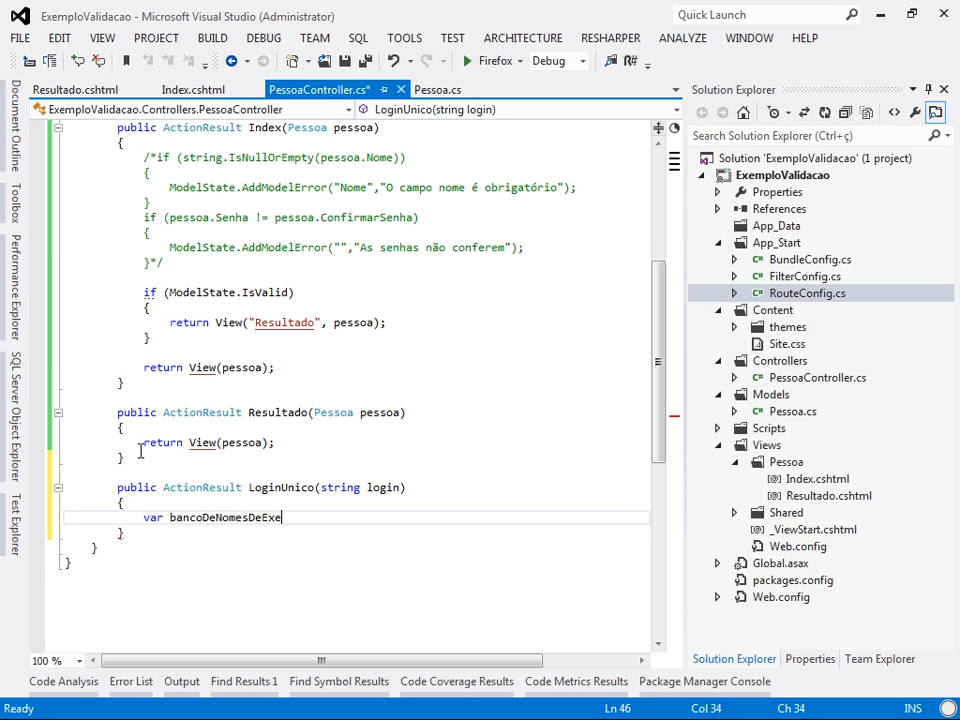 ExemploValidacao - Microsoft Visual Studio (Administrator)
Quick Launch
FILE EDIT VIEW PROJECT BUILD DEBUG TEAM SQL TOOLS TEST ARCHITECTURE RESHARPER ANALYZE WINDOW HELP
Firefox Debug
Resultado.cshtml Index.cshtml PessoaController.cs* Pessoa.cs
ExemploValidacao.Controllers.PessoaController LoginUnico(string login)
public ActionResult Index(Pessoa pessoa)
{
/*if (string.IsNullOrEmpty(pessoa.Nome))
{
ModelState.AddModelError("Nome","O campo nome é obrigatório");
}
if (pessoa.Senha != pessoa.ConfirmarSenha)
{
ModelState.AddModelError("","As senhas não conferem");
}*/
if (ModelState.IsValid)
{
return View("Resultado", pessoa);
}
return View(pessoa);
}
public ActionResult Resultado(Pessoa pessoa)
{
return View(pessoa);
}
public ActionResult LoginUnico(string login)
{
var bancoDeNomesDeExe
}
}
}
100 %
Document Outline
Toolbox
Performance Explorer
SQL Server Object Explorer
Test Explorer
Solution Explorer
Search Solution Explorer (Ctrl+ç)
Solution 'ExemploValidacao' (1 project)
ExemploValidacao
Properties
References
App_Data
App_Start
BundleConfig.cs
FilterConfig.cs
RouteConfig.cs
Content
themes
Site.css
Controllers
PessoaController.cs
Models
Pessoa.cs
Scripts
Views
Pessoa
Index.cshtml
Resultado.cshtml
Shared
_ViewStart.cshtml
Web.config
Global.asax
packages.config
Web.config
Solution Explorer Properties Team Explorer
Code Analysis Error List Output Find Results 1 Find Symbol Results Code Coverage Results Code Metrics Results Package Manager Console
Ready Ln 46 Col 34 Ch 34 INS